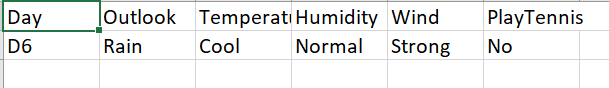 Day Outlook Temperatu Humidity Wind PlayTennis
D6 Rain Cool Normal Strong No